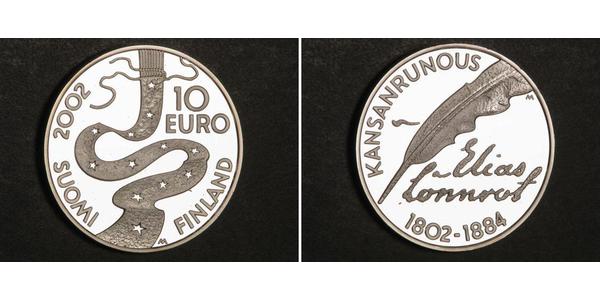 2002
10
EURO
SUOMI
FINLAND
M
KANSANRUNOUS
M
Elias
Lönnrot
1802-1884